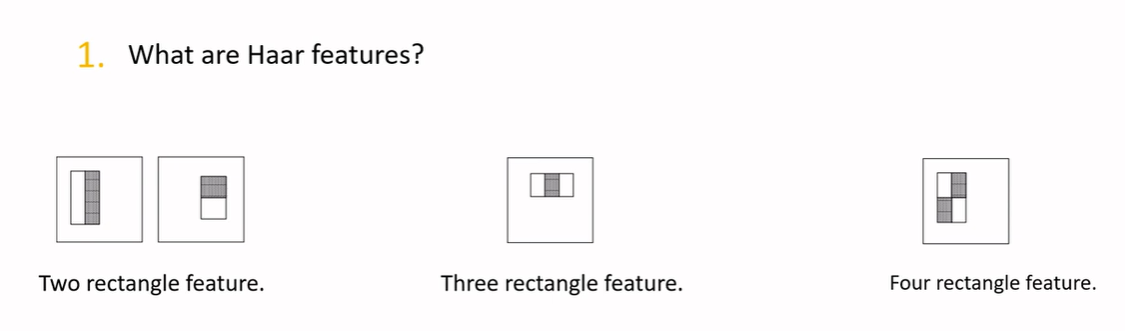 1. What are Haar features?
Two rectangle feature.
Three rectangle feature.
Four rectangle feature.